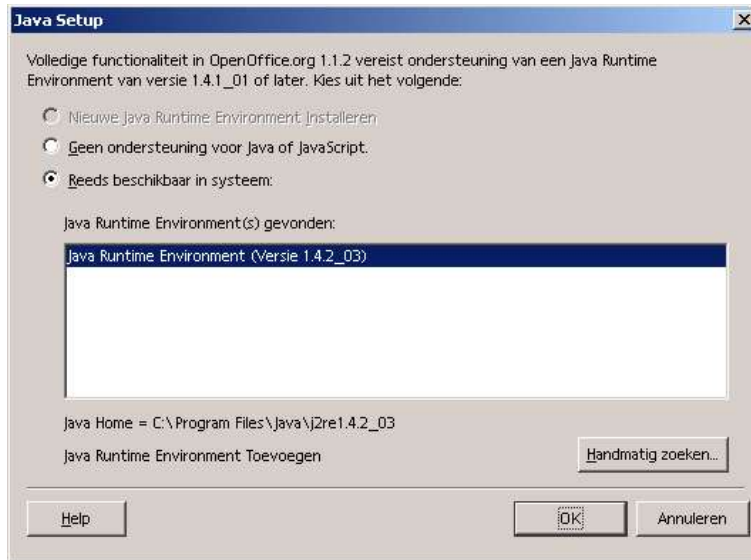 Java Setup
Volledige functionaliteit in OpenOffice.org 1.1.2 vereist ondersteuning van een Java Runtime
Environment van versie 1.4.1_01 of later. Kies uit het volgende:
Nieuwe Java Runtime Environment Installeren
Geen ondersteuning voor Java of JavaScript.
Reeds beschikbaar in systeem:
Java Runtime Environment(s) gevonden:
Java Runtime Environment (Versie 1.4.2_03)
Java Home = C:\Program Files\Java\j2re1.4.2_03
Java Runtime Environment Toevoegen
Handmatig zoeken...
Help
OK
Annuleren